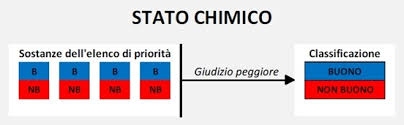 STATO CHIMICO
Sostanze dell'elenco di priorità
B B B B
NB NB NB NB
Giudizio peggiore
Classificazione
BUONO
NON BUONO